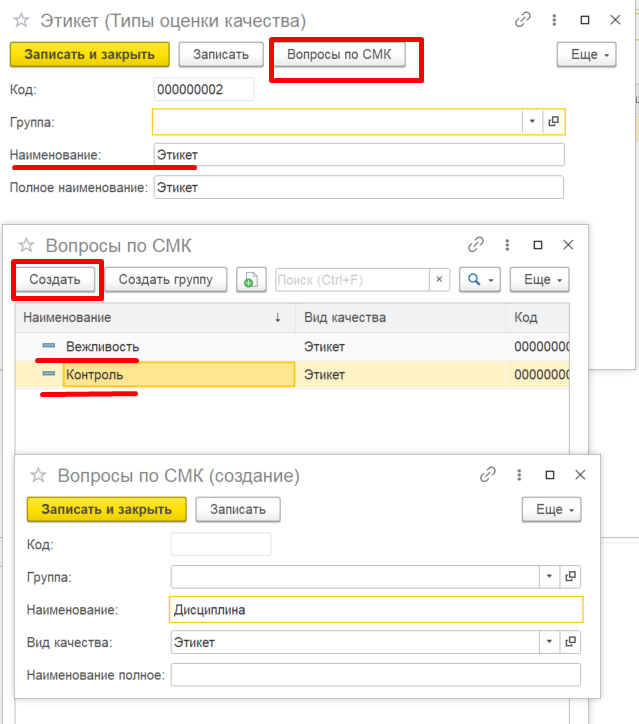 Этикет (Типы оценки качества)
Записать и закрыть Записать Вопросы по СМК Еще
Код: 000000002
Группа:
Наименование: Этикет
Полное наименование: Этикет
Вопросы по СМК
Создать Создать группу Поиск (Ctrl+F) × Еще
Наименование ↓ Вид качества Код
Вежливость Этикет 00000000
Контроль Этикет 00000000
Вопросы по СМК (создание)
Записать и закрыть Записать Еще
Код:
Группа:
Наименование: Дисциплина
Вид качества: Этикет
Наименование полное: